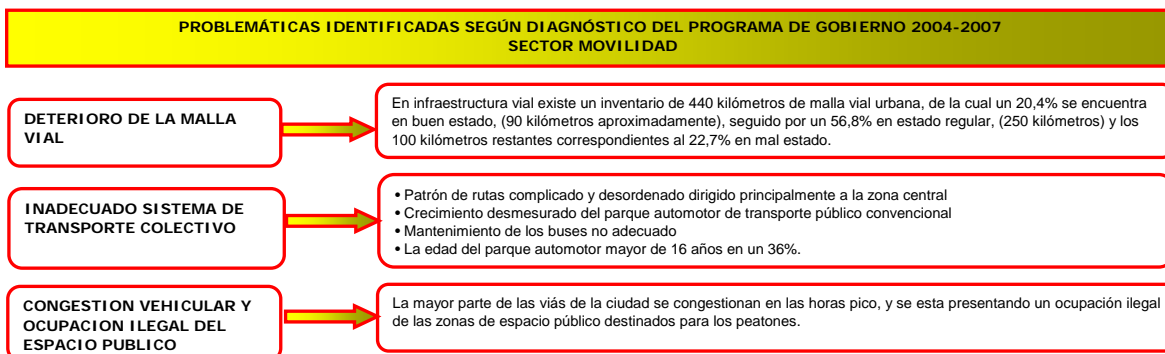 PROBLEMÁTICAS IDENTIFICADAS SEGÚN DIAGNÓSTICO DEL PROGRAMA DE GOBIERNO 2004-2007
SECTOR MOVILIDAD
DETERIORO DE LA MALLA
VIAL
En infraestructura vial existe un inventario de 440 kilómetros de malla vial urbana, de la cual un 20,4% se encuentra
en buen estado, (90 kilómetros aproximadamente), seguido por un 56,8% en estado regular, (250 kilómetros) y los
100 kilómetros restantes correspondientes al 22,7% en mal estado.
INADECUADO SISTEMA DE
TRANSPORTE COLECTIVO
• Patrón de rutas complicado y desordenado dirigido principalmente a la zona central
• Crecimiento desmesurado del parque automotor de transporte público convencional
• Mantenimiento de los buses no adecuado
• La edad del parque automotor mayor de 16 años en un 36%.
CONGESTION VEHICULAR Y
OCUPACION ILEGAL DEL
ESPACIO PUBLICO
La mayor parte de las viás de la ciudad se congestionan en las horas pico, y se esta presentando un ocupación ilegal
de las zonas de espacio público destinados para los peatones.